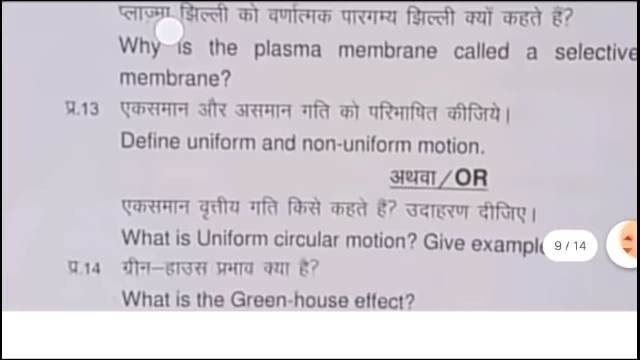 प्लाज्मा झिल्ली को वर्णात्मक पारगम्य झिल्ली क्यों कहते हैं?
Why is the plasma membrane called a selective
membrane?
प्र.13 एकसमान और असमान गति को परिभाषित कीजिये।
Define uniform and non-uniform motion.
अथवा/OR
एकसमान वृत्तीय गति किसे कहते हैं? उदाहरण दीजिए।
What is Uniform circular motion? Give example
9 / 14
प्र.14 ग्रीन–हाउस प्रभाव क्या है?
What is the Green-house effect?